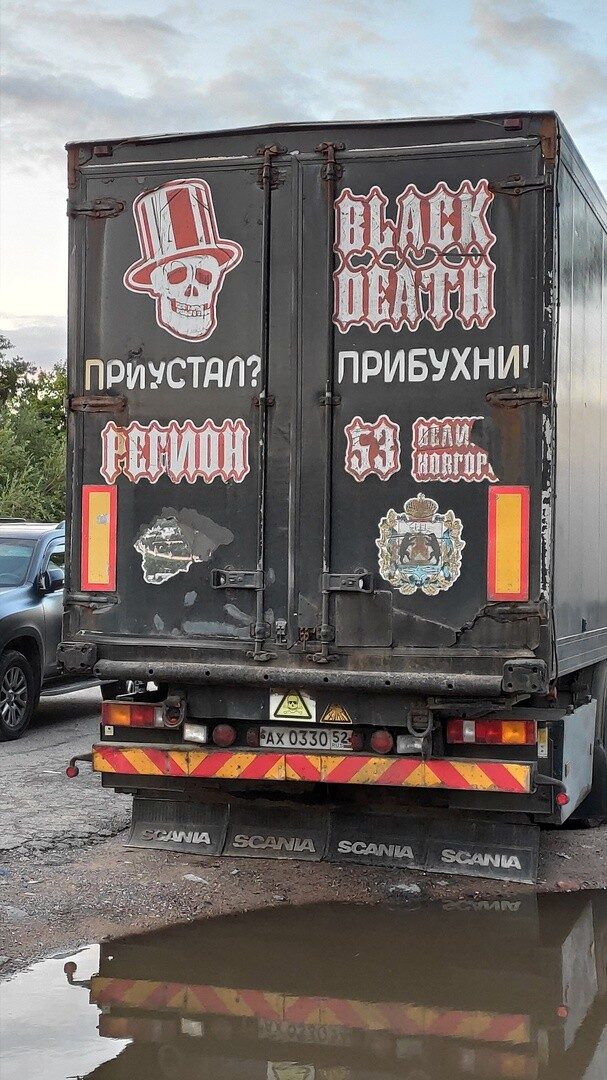 BLACK
DEATH
ПРИУСТАЛ?
ПРИБУХНИ!
РЕГИОН
53
ВЕЛИ
НОВГОР
АХ 0330 52
SCANIA
SCANIA
SCANIA
SCANIA